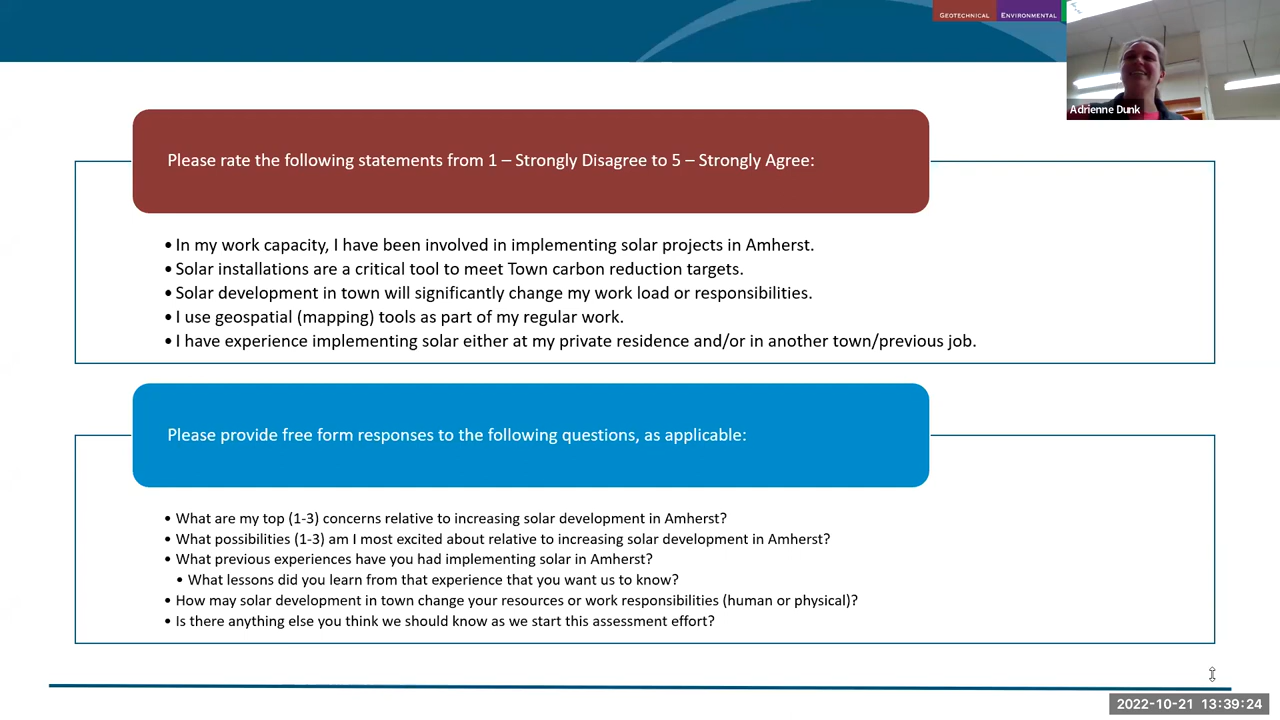 GEOTECHNICAL
ENVIRONMENTAL
Adrienne Dunk
Please rate the following statements from 1 – Strongly Disagree to 5 – Strongly Agree:
• In my work capacity, I have been involved in implementing solar projects in Amherst.
• Solar installations are a critical tool to meet Town carbon reduction targets.
• Solar development in town will significantly change my work load or responsibilities.
• I use geospatial (mapping) tools as part of my regular work.
• I have experience implementing solar either at my private residence and/or in another town/previous job.
Please provide free form responses to the following questions, as applicable:
• What are my top (1-3) concerns relative to increasing solar development in Amherst?
• What possibilities (1-3) am I most excited about relative to increasing solar development in Amherst?
• What previous experiences have you had implementing solar in Amherst?
• What lessons did you learn from that experience that you want us to know?
• How may solar development in town change your resources or work responsibilities (human or physical)?
• Is there anything else you think we should know as we start this assessment effort?
2022-10-21 13:39:24